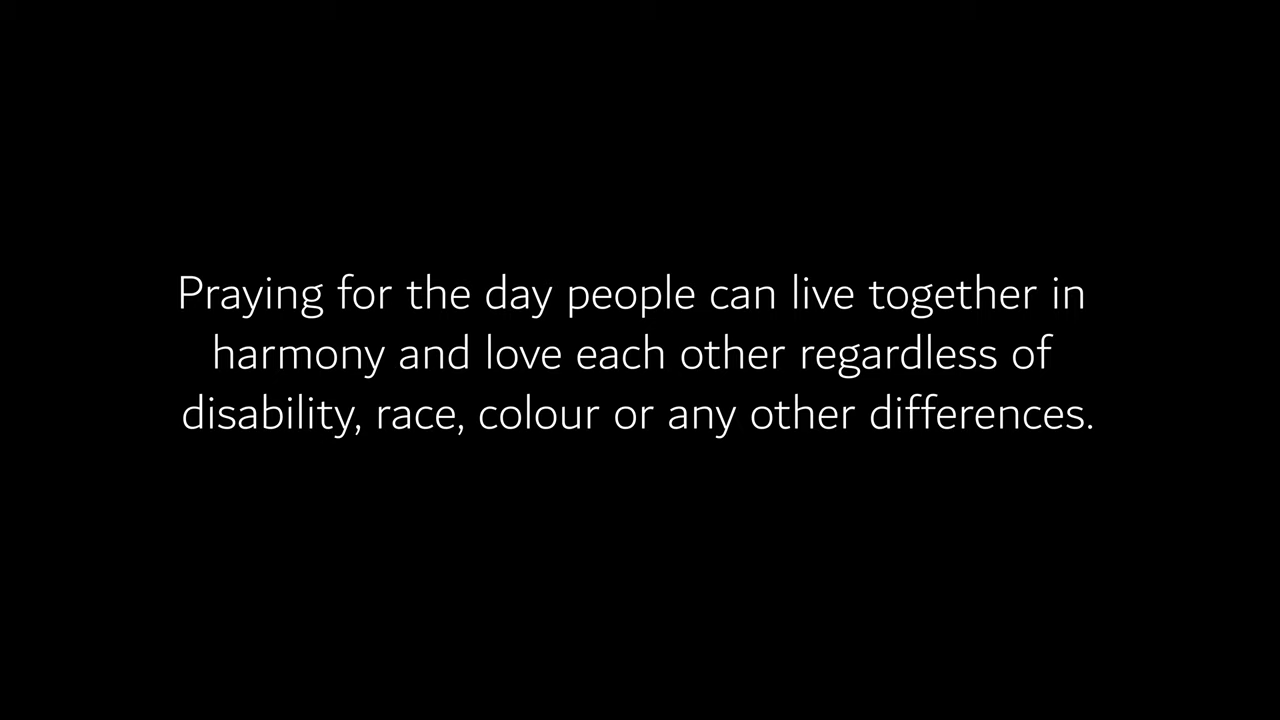 Praying for the day people can live together in
harmony and love each other regardless of
disability, race, colour or any other differences.